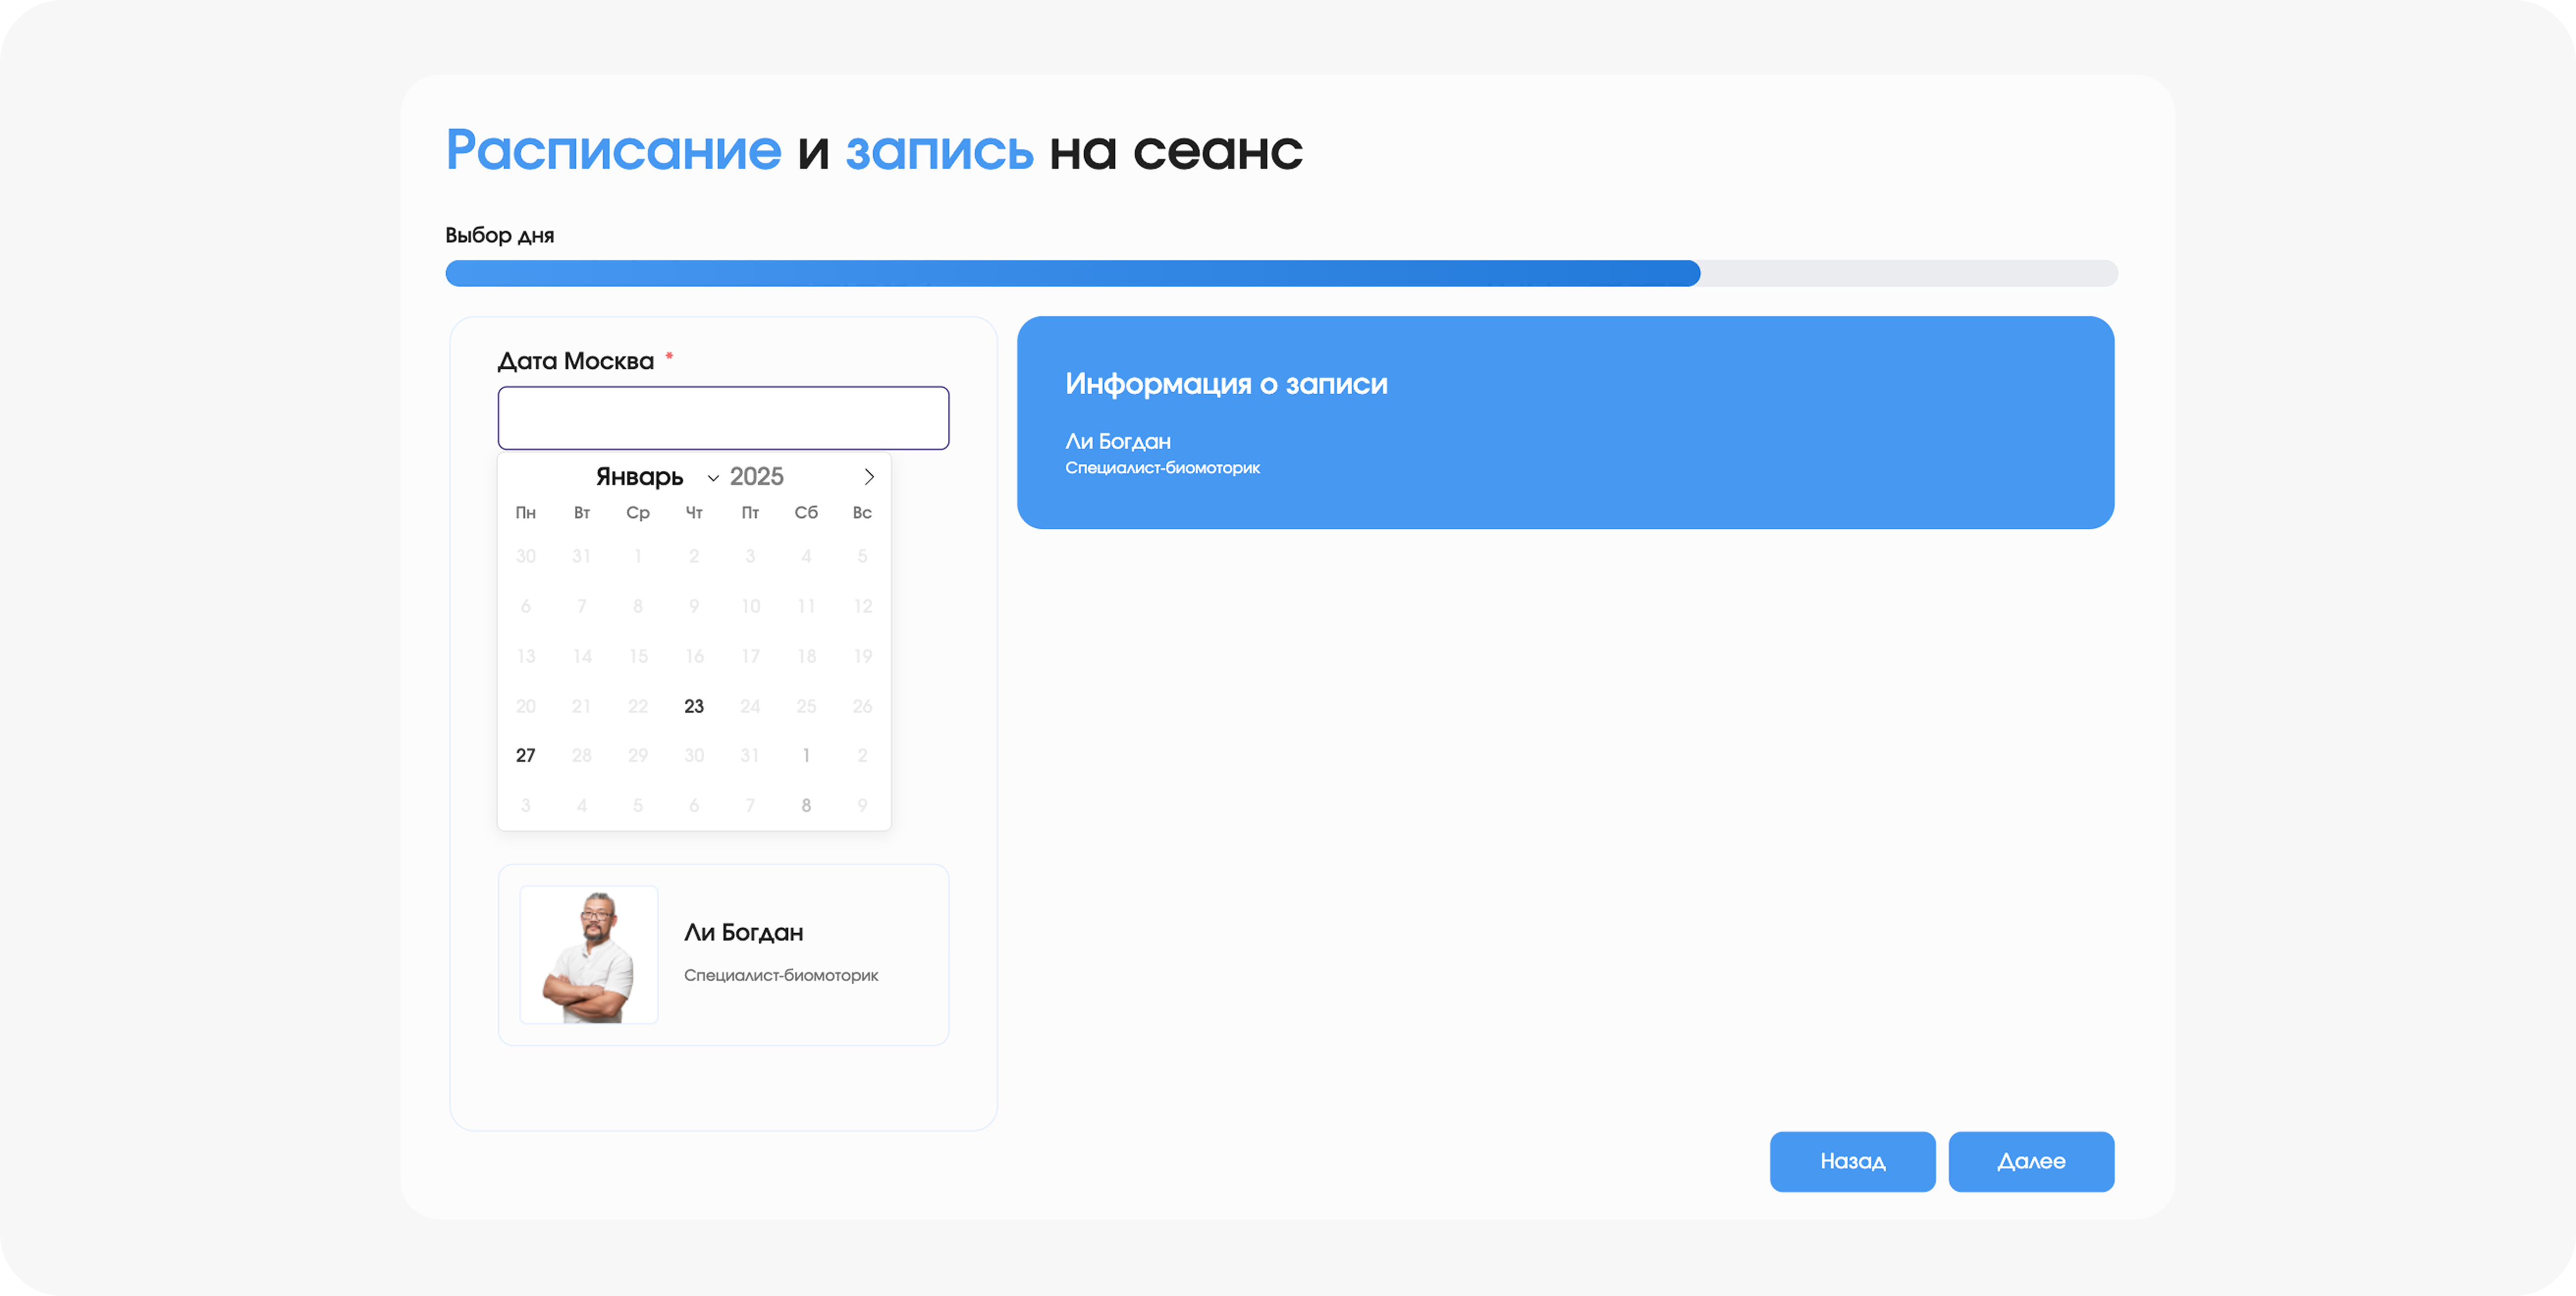 Расписание и запись на сеанс
Выбор дня
Дата Москва *
Январь 2025
Пн Вт Ср Чт Пт Сб Вс
30 31 1 2 3 4 5
6 7 8 9 10 11 12
13 14 15 16 17 18 19
20 21 22 23 24 25 26
27 28 29 30 31 1 2
3 4 5 6 7 8 9
Ли Богдан
Специалист-биомоторик
Информация о записи
Ли Богдан
Специалист-биомоторик
Назад Далее